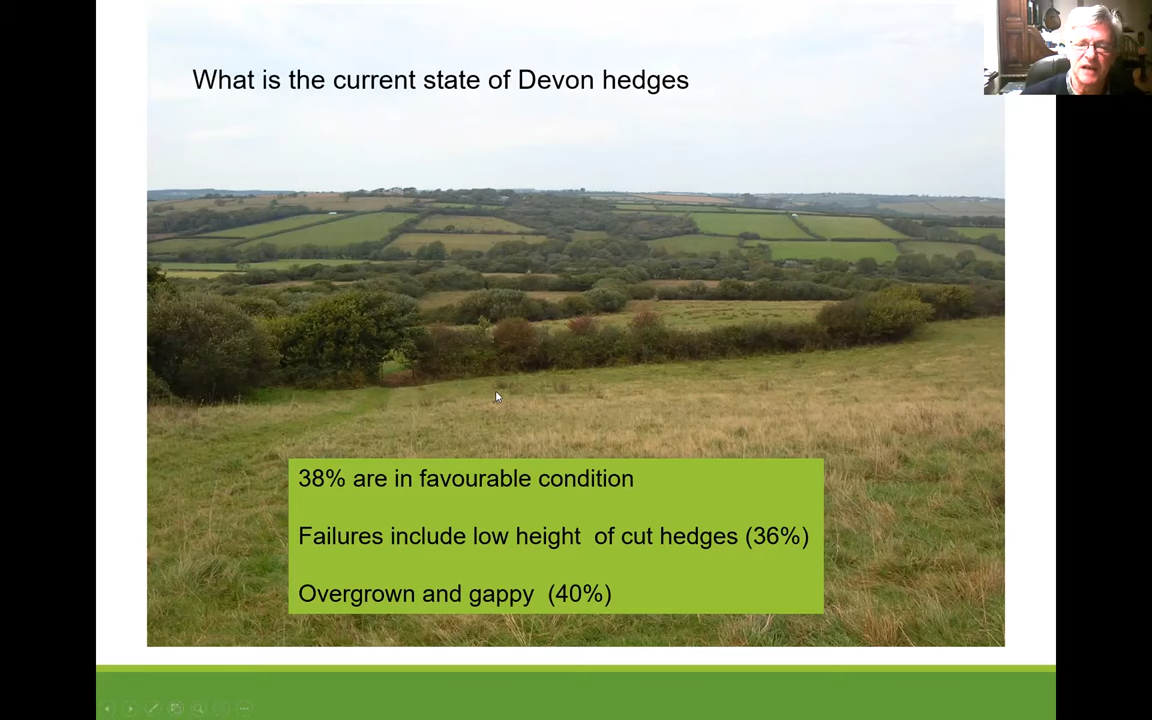 What is the current state of Devon hedges
38% are in favourable condition
Failures include low height  of cut hedges (36%)
Overgrown and gappy  (40%)